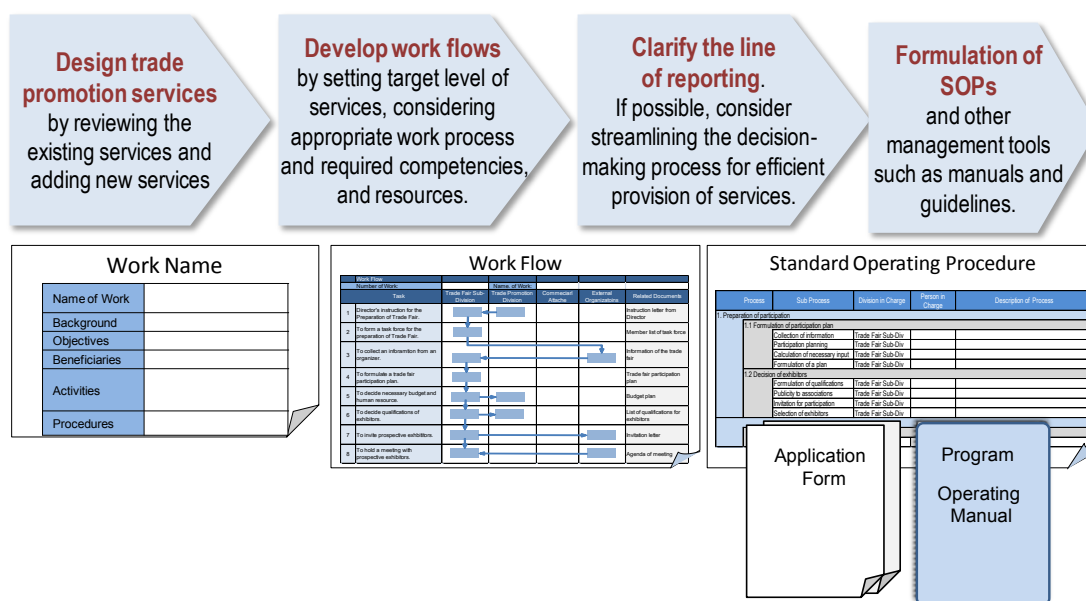 Design trade
promotion services
by reviewing the
existing services and
adding new services
Develop work flows
by setting target level of
services, considering
appropriate work process
and required competencies,
and resources.
Clarify the line
of reporting.
If possible, consider
streamlining the decision-
making process for efficient
provision of services.
Formulation of
SOPs
and other
management tools
such as manuals and
guidelines.
Work Name
Name of Work
Background
Objectives
Beneficiaries
Activities
Procedures
Work Flow
Work Flow
Number of Work: Name of Work:
Task
Trade Fair Sub-
Division
Trade Promotion
Division
Commeciarl
Attache
External
Organizations
Related Documents
1 Director's instruction for the
Preparation of Trade Fair.
Instruction letter from
Director
2 To form a task force for the
preparation of Trade Fair.
Member list of task force
3 To collect an infoamtion from an
organizer.
Information of the trade
fair
4 To formulate a trade fair
participation plan.
Trade fair participation
plan
5 To decide necessary budget and
human resource.
Budget plan
6 To decide qualifications of
exhibitors.
List of qualifications for
exhibitors
7 To invite prospective exhibitors.
Invitation letter
8 To hold a meeting with
prospective exhibitors.
Agenda of meeting
Standard Operating Procedure
Process Sub Process Division in Charge Person in
Charge
Description of Process
1. Preparation of participation
1.1 Formulation of participation plan
Collection of information Trade Fair Sub-Div
Participation planning Trade Fair Sub-Div
Calculation of necessary input Trade Fair Sub-Div
Formulation of a plan Trade Fair Sub-Div
1.2 Decision of exhibitors
Formulation of qualifications Trade Fair Sub-Div
Publicity to associations Trade Fair Sub-Div
Invitation for participation Trade Fair Sub-Div
Selection of exhibitors Trade Fair Sub-Div
Application
Form
Program
Operating
Manual